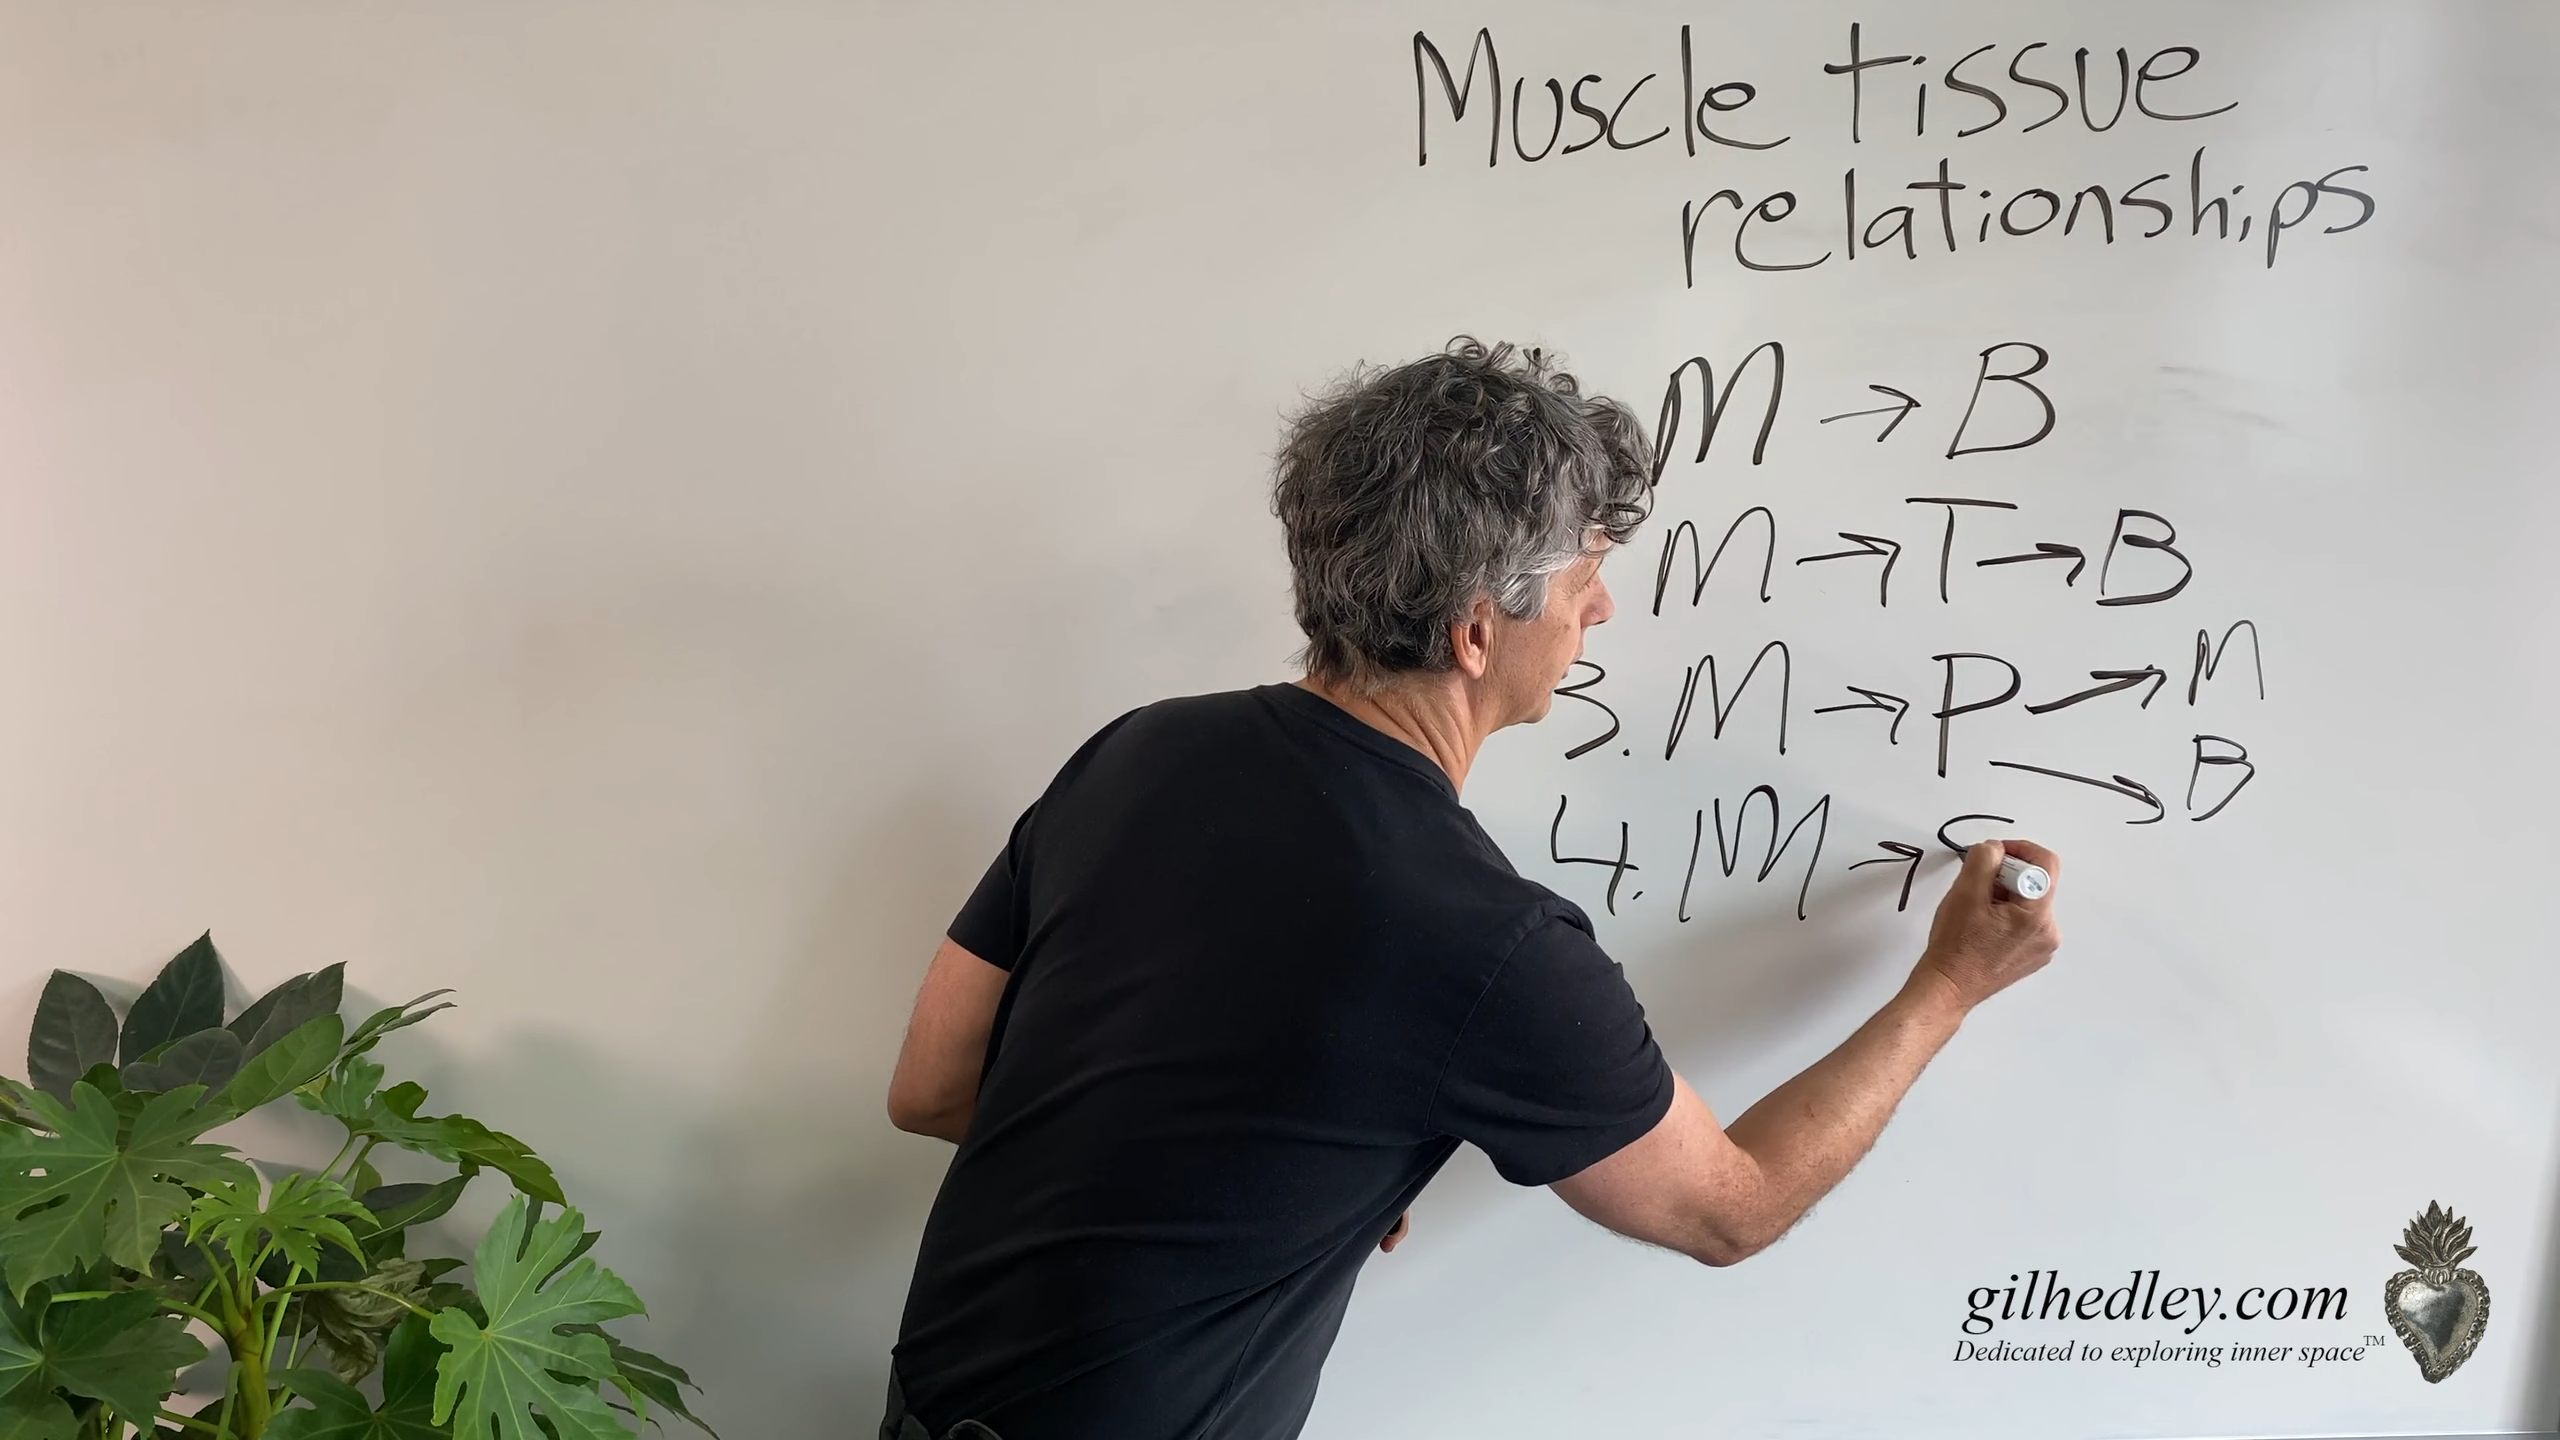 Muscle tissue
relationships
M → B
M → T → B
3. M → P → M
→ B
4. M →
gilhedley.com
Dedicated to exploring inner space™